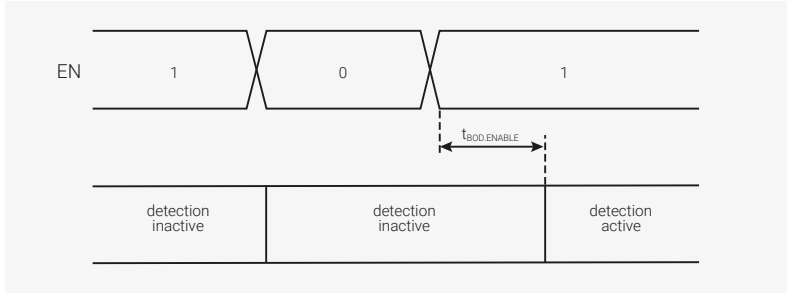 EN
1
0
1
tBOD.ENABLE
detection
inactive
detection
inactive
detection
active